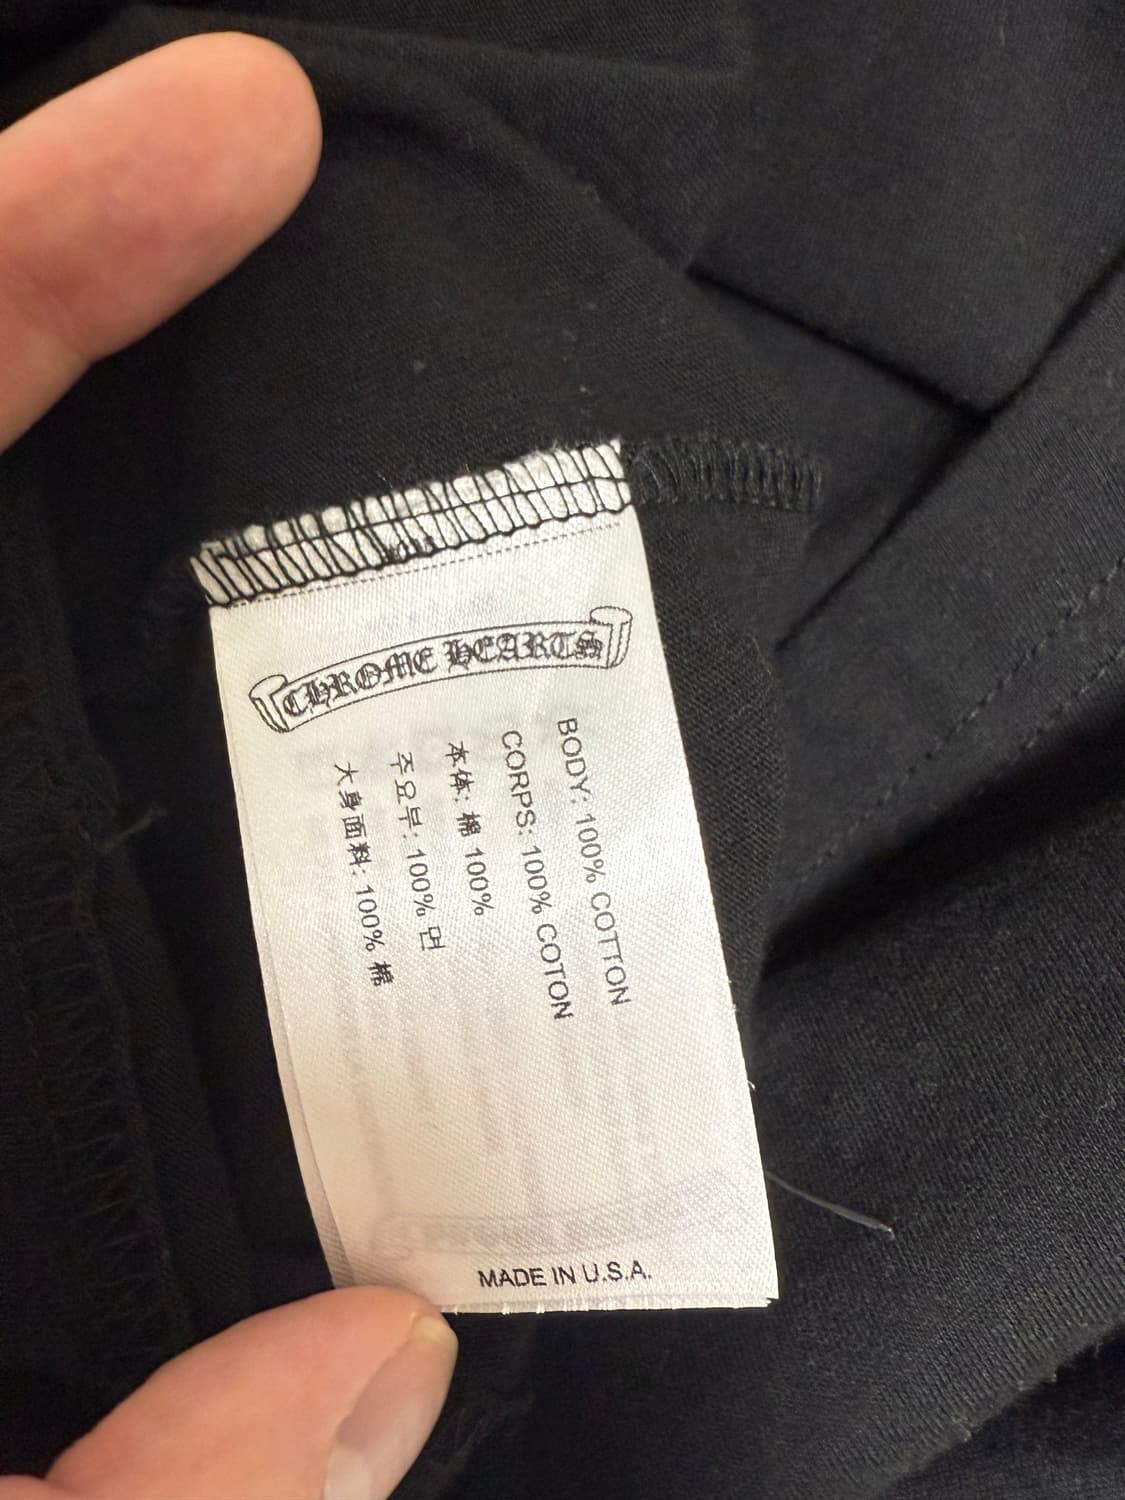 CHROME HEARTS
BODY: 100% COTTON
CORPS: 100% COTON
本体: 棉 100%
주요부: 100% 면
大身面料: 100% 棉
MADE IN U.S.A.